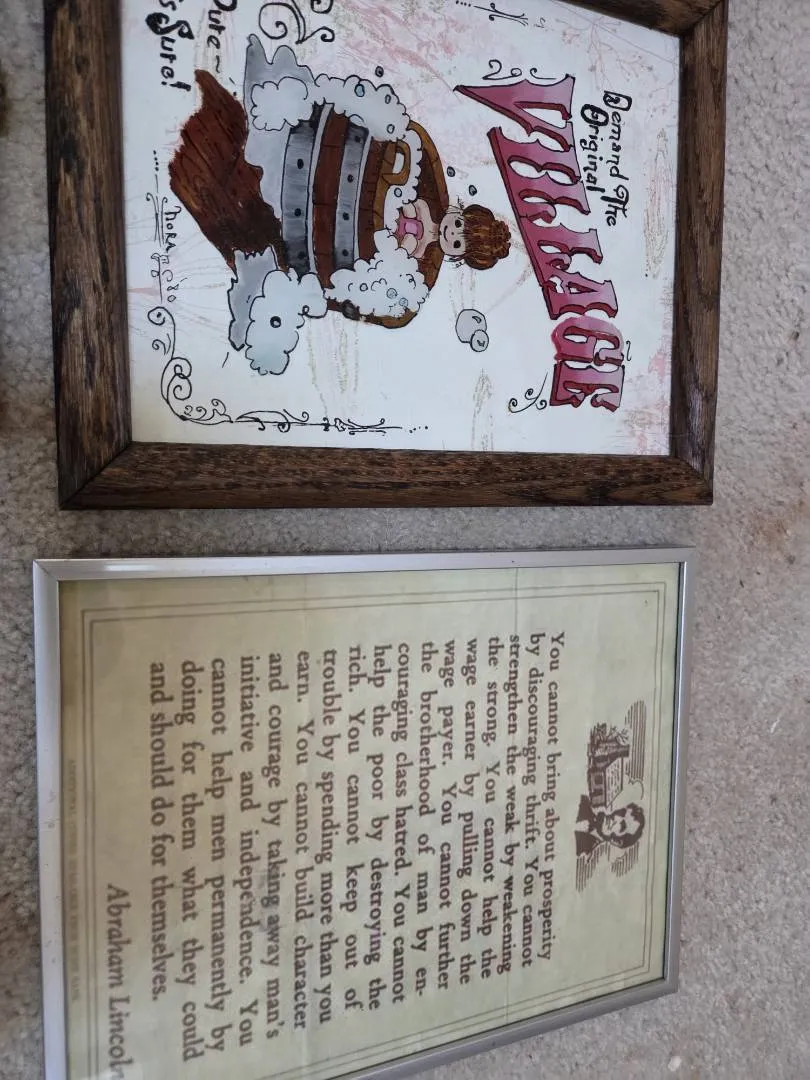 Demand The
Original
VILLAGE
Pure ~
's Sure!
NORA
'80
You cannot bring about prosperity
by discouraging thrift. You cannot
strengthen the weak by weakening
the strong. You cannot help the
wage earner by pulling down the
wage payer. You cannot further
the brotherhood of man by en-
couraging class hatred. You cannot
help the poor by destroying the
rich. You cannot keep out of
trouble by spending more than you
earn. You cannot build character
and courage by taking away man's
initiative and independence. You
cannot help men permanently by
doing for them what they could
and should do for themselves.
Abraham Lincoln